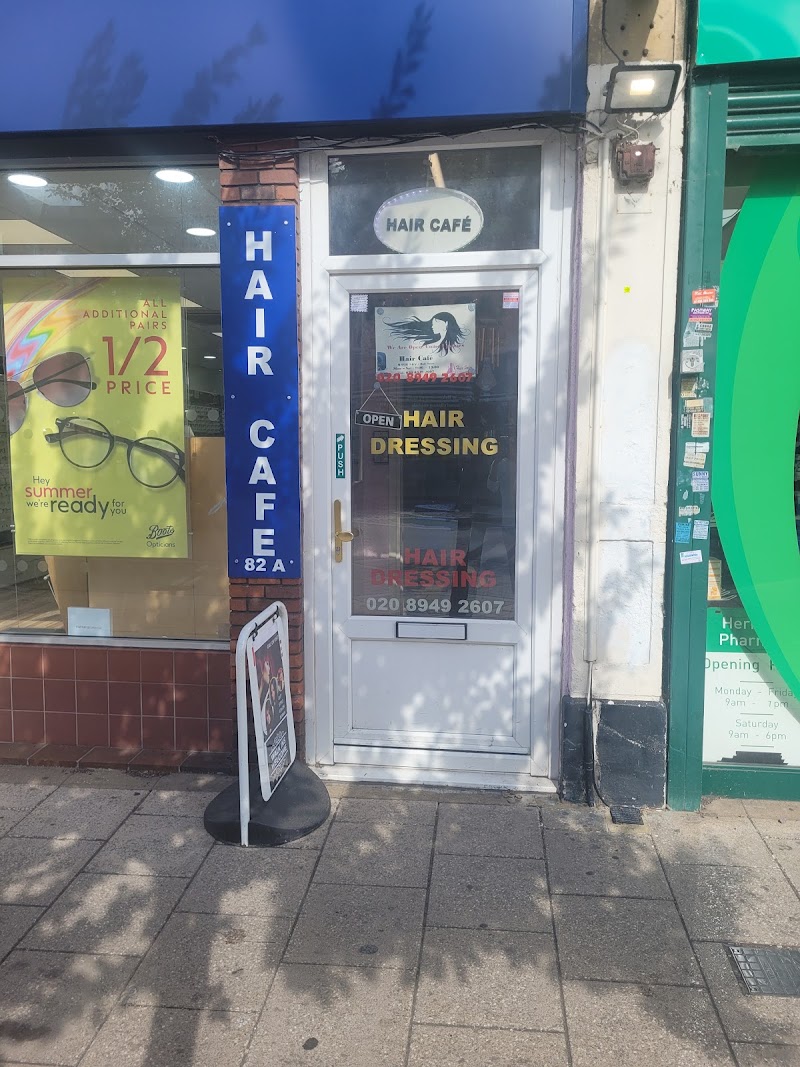 ALL
ADDITIONAL
PAIRS
1/2
PRICE
Hey
summer
we're ready for
you
Boots
Opticians
HAIR CAFE
82 A
HAIR CAFÉ
Hair Café
020 8949 2607
OPEN
PUSH
HAIR
DRESSING
HAIR
DRESSING
020 8949 2607
Opening
Monday - Friday
9am - 7pm
Saturday
9am - 6pm